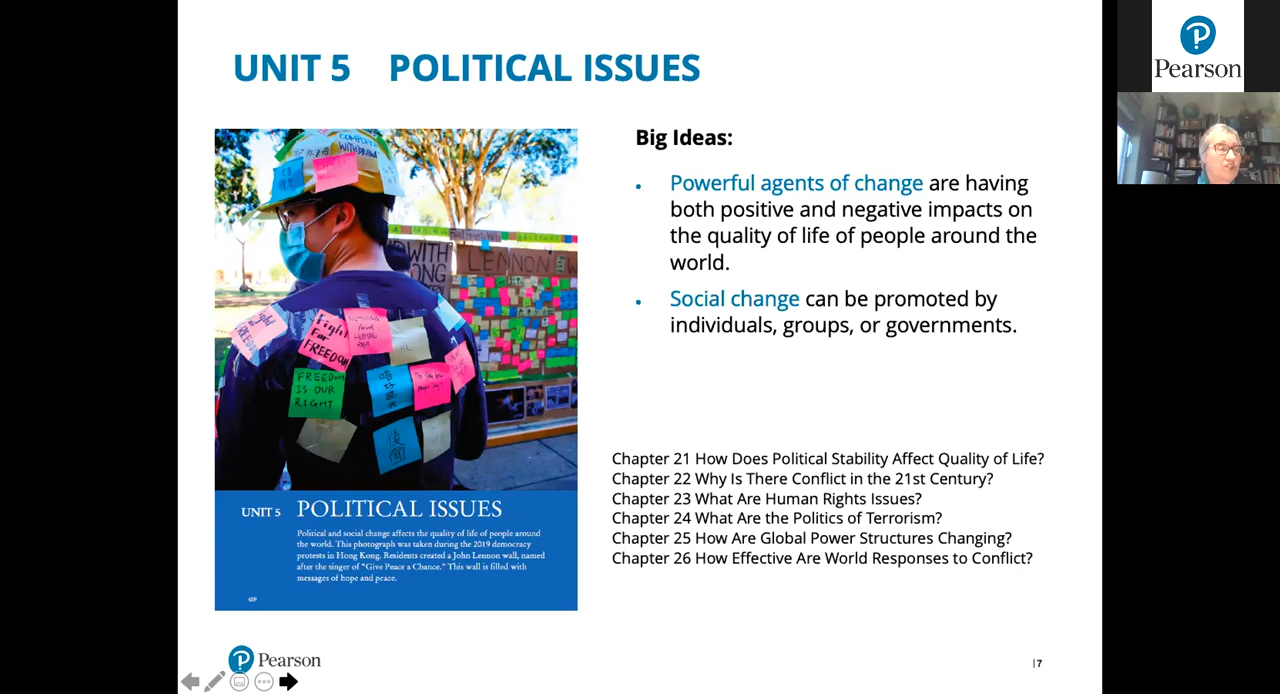 UNIT 5 POLITICAL ISSUES
Pearson
Big Ideas:
• Powerful agents of change are having
both positive and negative impacts on
the quality of life of people around the
world.
• Social change can be promoted by
individuals, groups, or governments.
COMPLETE
WITHDRAW
WITH
LENNON
Fight
For
FREEDOM
FREEDOM
IS OUR
RIGHT
Chapter 21 How Does Political Stability Affect Quality of Life?
Chapter 22 Why Is There Conflict in the 21st Century?
Chapter 23 What Are Human Rights Issues?
Chapter 24 What Are the Politics of Terrorism?
Chapter 25 How Are Global Power Structures Changing?
Chapter 26 How Effective Are World Responses to Conflict?
UNIT 5 POLITICAL ISSUES
Political and social change affects the quality of life of people around
the world. This photograph was taken during the 2019 democracy
protests in Hong Kong. Residents created a John Lennon wall, named
after the singer of "Give Peace a Chance." This wall is filled with
messages of hope and peace.
Pearson
|7